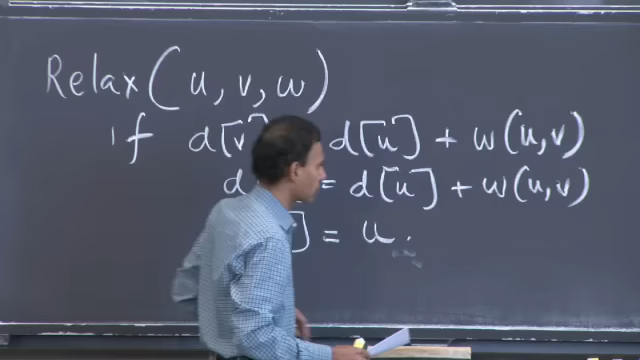 Relax(u, v, w)
if d[v] d[u] + w(u,v)
d = d[u] + w(u,v)
] = u.